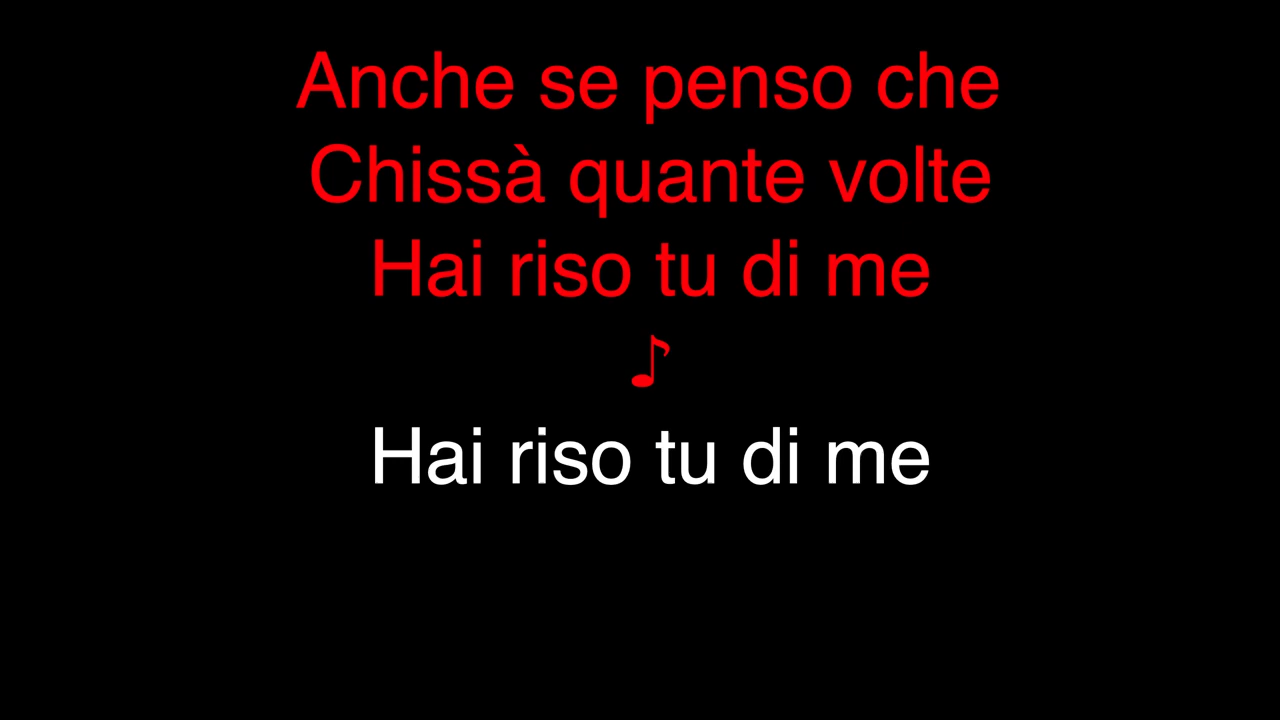 Anche se penso che
Chissà quante volte
Hai riso tu di me
♪
Hai riso tu di me